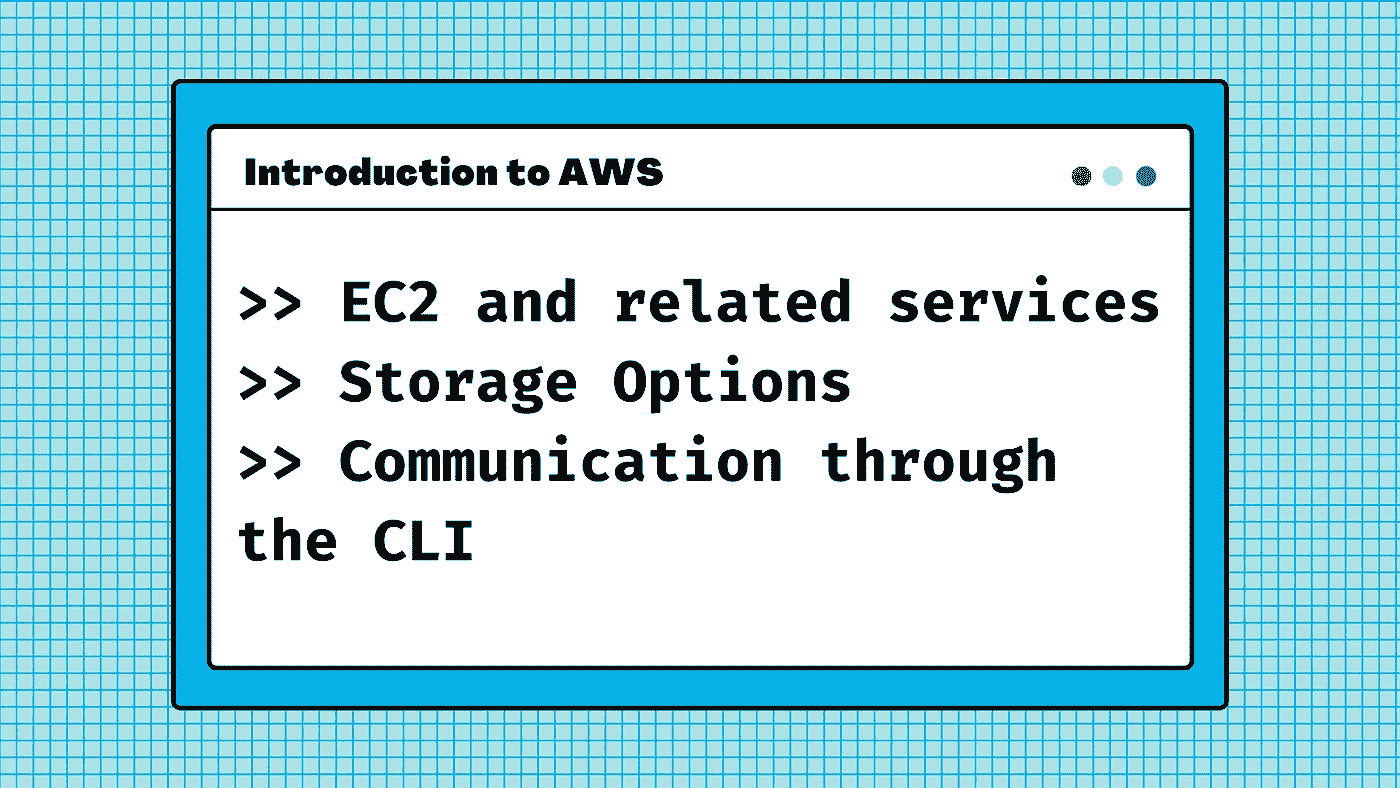 Introduction to AWS
>> EC2 and related services
>> Storage Options
>> Communication through
the CLI